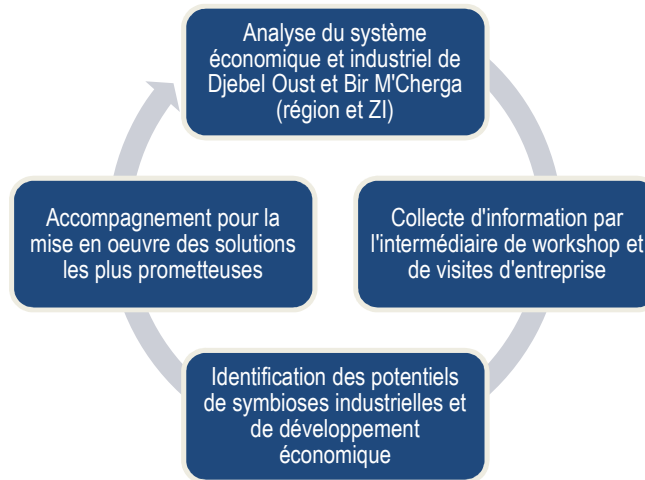 Analyse du système
économique et industriel de
Djebel Oust et Bir M'Cherga
(région et ZI)
Collecte d'information par
l'intermédiaire de workshop et
de visites d'entreprise
Identification des potentiels
de symbioses industrielles et
de développement
économique
Accompagnement pour la
mise en oeuvre des solutions
les plus prometteuses